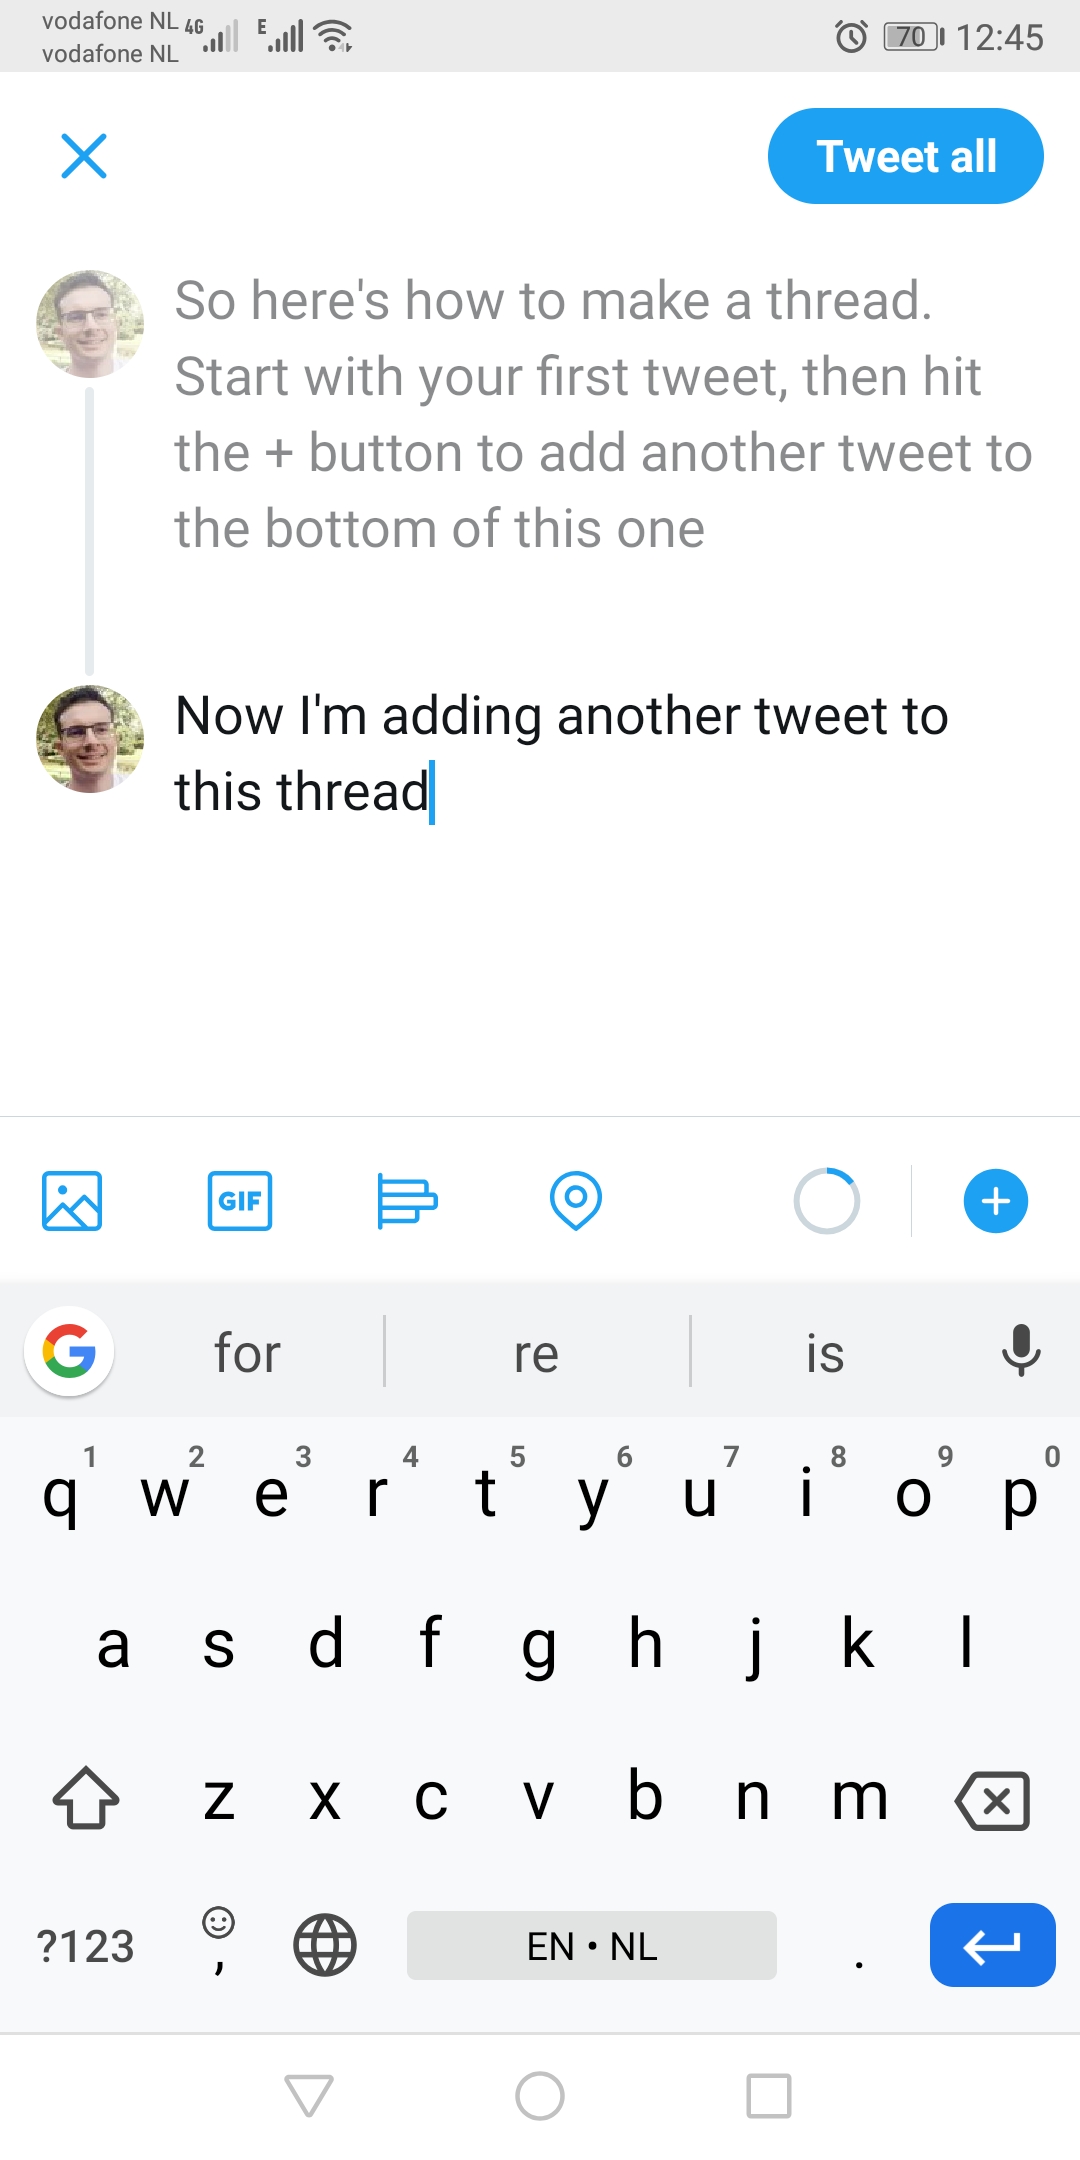 vodafone NL 4G E
vodafone NL
70 12:45
Tweet all
So here's how to make a thread.
Start with your first tweet, then hit
the + button to add another tweet to
the bottom of this one
Now I'm adding another tweet to
this thread
GIF
G for re is
1 2 3 4 5 6 7 8 9 0
q w e r t y u i o p
a s d f g h j k l
z x c v b n m
?123 , EN • NL .